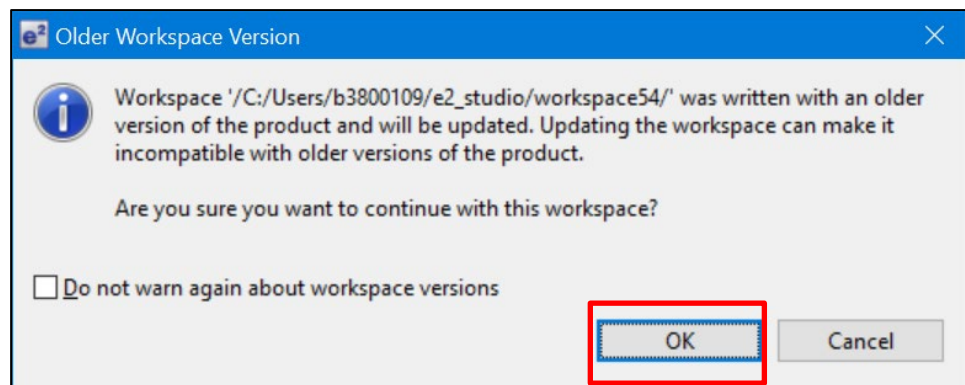 e² Older Workspace Version
Workspace '/C:/Users/b3800109/e2_studio/workspace54/' was written with an older
version of the product and will be updated. Updating the workspace can make it
incompatible with older versions of the product.
Are you sure you want to continue with this workspace?
Do not warn again about workspace versions
OK Cancel